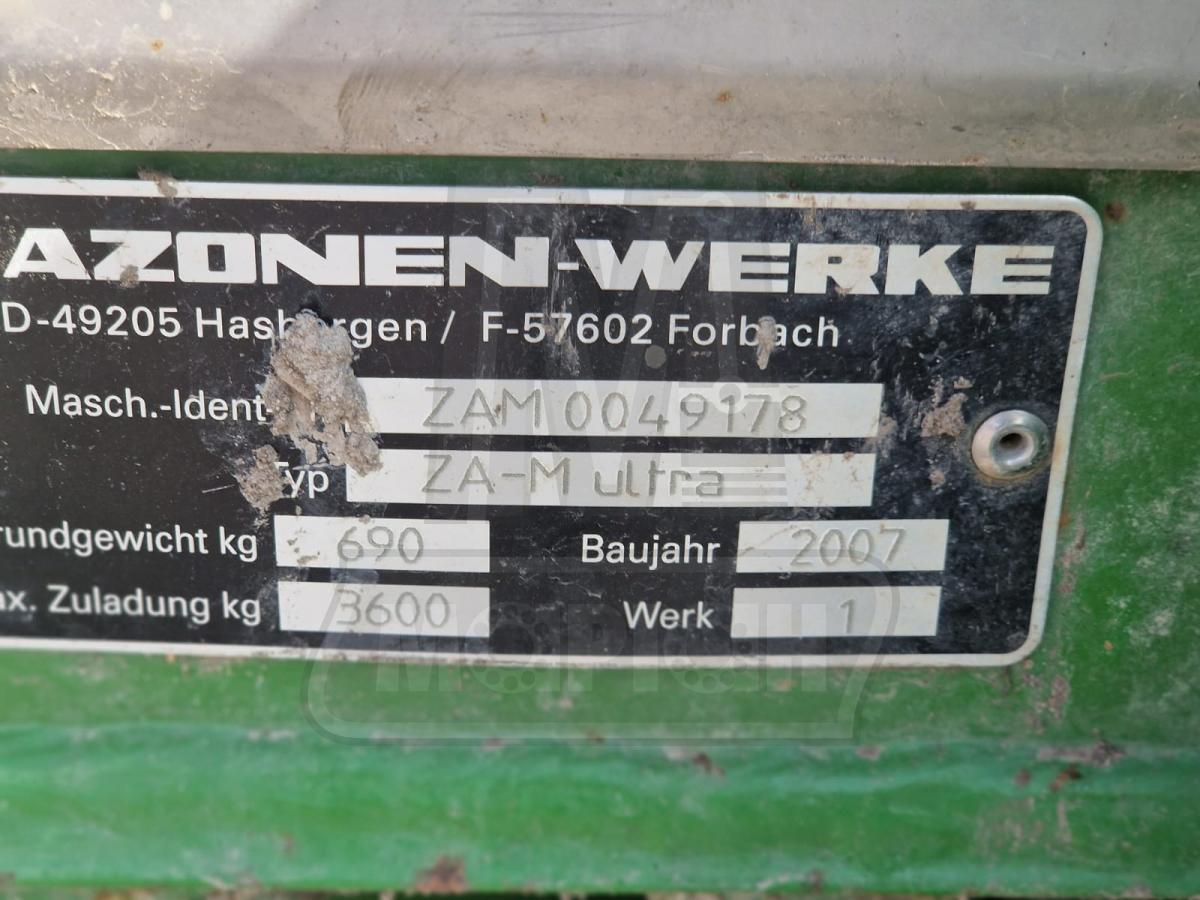 AZONEN-WERKE
D-49205 Hasbergen / F-57602 Forbach
Masch.-Ident ZAM 0049178
Typ ZA-M ultra
rundgewicht kg 690 Baujahr 2007
ax. Zuladung kg 3600 Werk 1